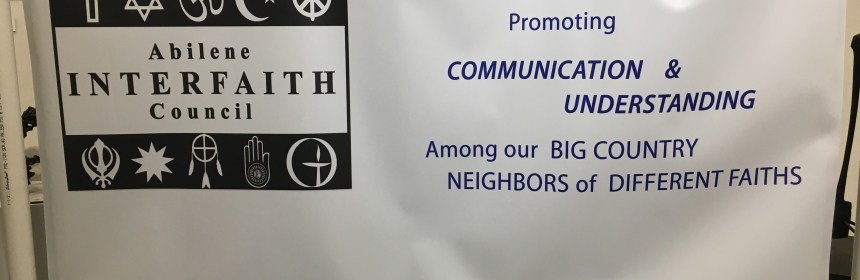 Abilene
INTERFAITH
Council
Promoting
COMMUNICATION &
UNDERSTANDING
Among our BIG COUNTRY
NEIGHBORS of DIFFERENT FAITHS